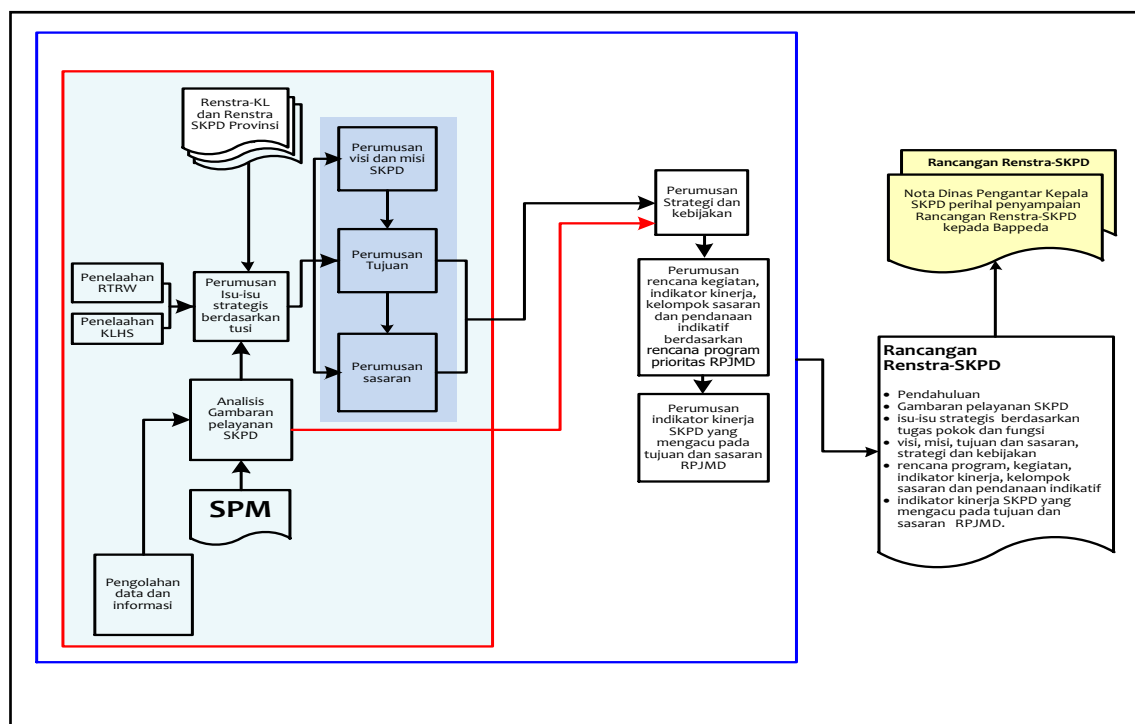 Renstra-KL
dan Renstra
SKPD Provinsi
Perumusan
visi dan misi
SKPD
Perumusan
Tujuan
Perumusan
sasaran
Penelaahan
RTRW
Penelaahan
KLHS
Perumusan
Isu-isu
strategis
berdasarkan
tusi
Analisis
Gambaran
pelayanan
SKPD
SPM
Pengolahan
data dan
informasi
Perumusan
Strategi dan
kebijakan
Perumusan
rencana kegiatan,
indikator kinerja,
kelompok sasaran
dan pendanaan
indikatif
berdasarkan
rencana program
prioritas RPJMD
Perumusan
indikator kinerja
SKPD yang
mengacu pada
tujuan dan sasaran
RPJMD
Rancangan Renstra-SKPD
Nota Dinas Pengantar Kepala
SKPD perihal penyampaian
Rancangan Renstra-SKPD
kepada Bappeda
Rancangan
Renstra-SKPD
• Pendahuluan
• Gambaran pelayanan SKPD
• isu-isu strategis berdasarkan
tugas pokok dan fungsi
• visi, misi, tujuan dan sasaran,
strategi dan kebijakan
• rencana program, kegiatan,
indikator kinerja, kelompok
sasaran dan pendanaan indikatif
• indikator kinerja SKPD yang
mengacu pada tujuan dan
sasaran RPJMD.